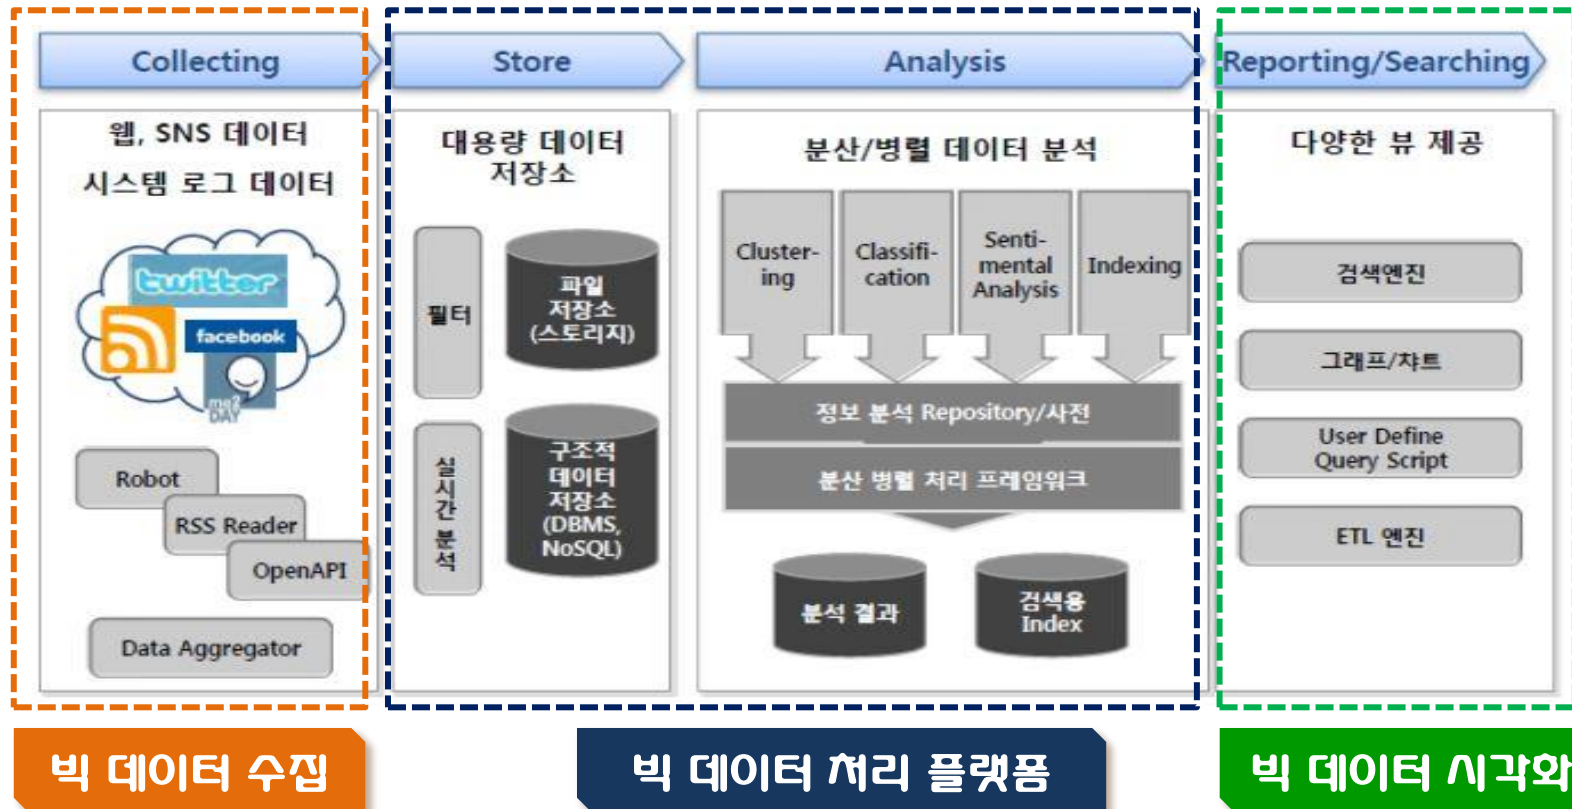 Collecting
Store
Analysis
Reporting/Searching
웹, SNS 데이터
시스템 로그 데이터
twitter
facebook
me2
DAY
Robot
RSS Reader
OpenAPI
Data Aggregator
대용량 데이터
저장소
필터
파일
저장소
(스토리지)
실시간 분석
구조적
데이터
저장소
(DBMS,
NoSQL)
분산/병렬 데이터 분석
Cluster-
ing
Classifi-
cation
Senti-
mental
Analysis
Indexing
정보 분석 Repository/사전
분산 병렬 처리 프레임워크
분석 결과
검색용
Index
다양한 뷰 제공
검색엔진
그래프/챠트
User Define
Query Script
ETL 엔진
빅 데이터 수집
빅 데이터 처리 플랫폼
빅 데이터 시각화